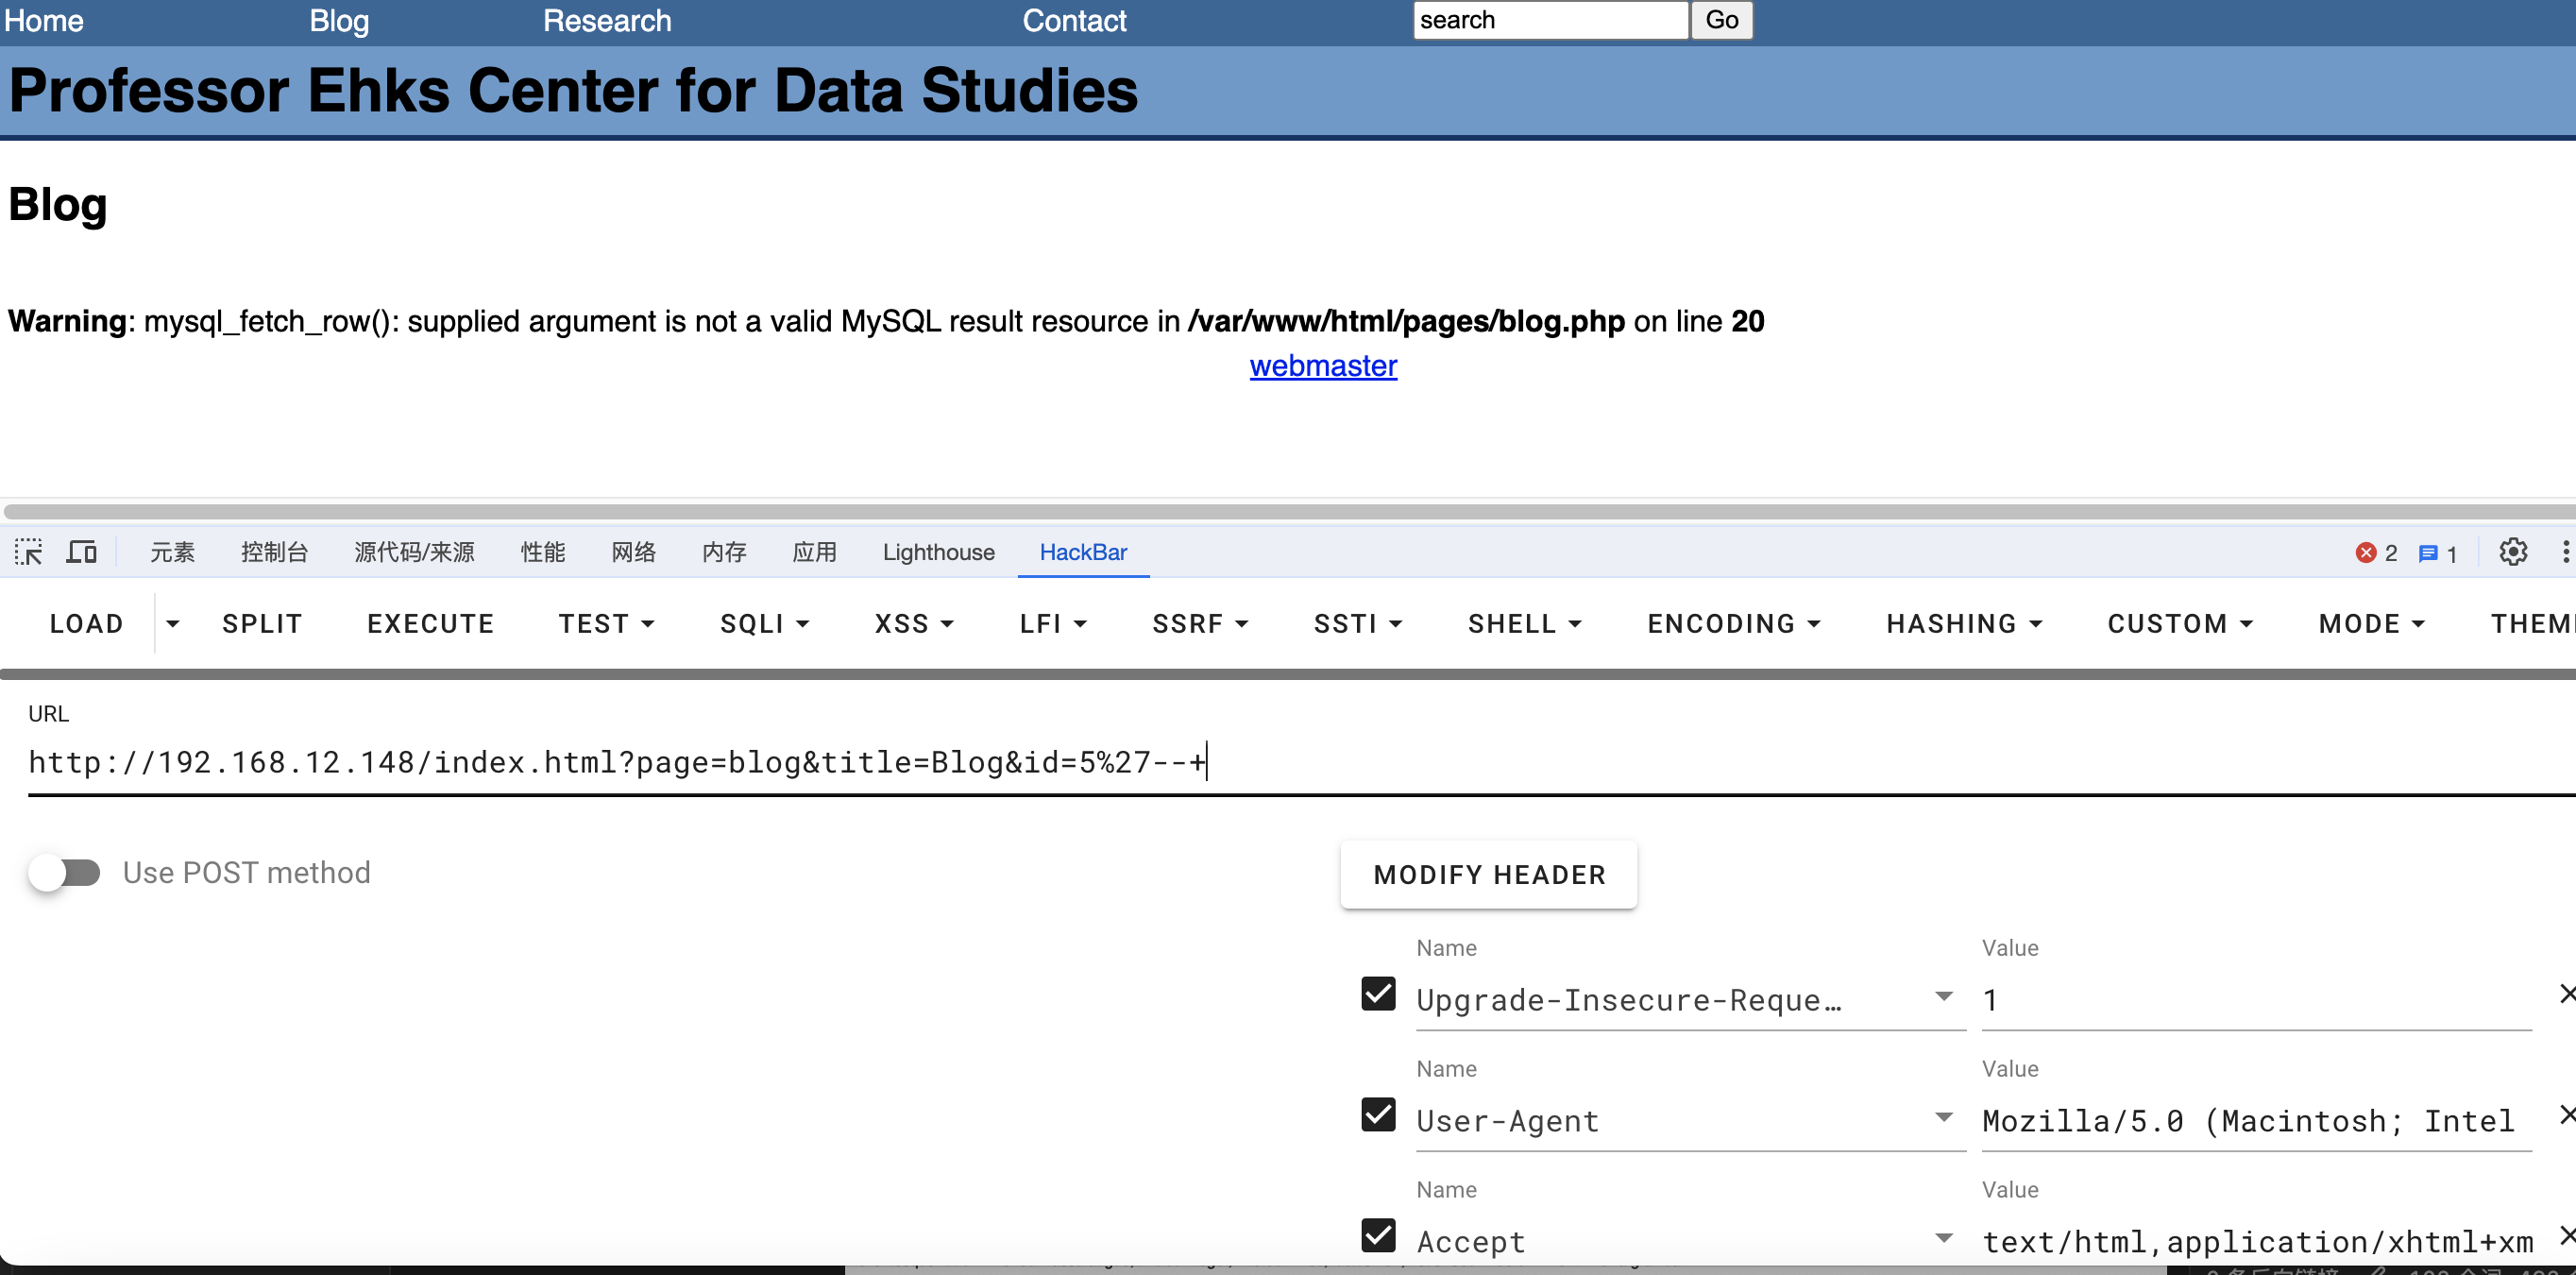 Home Blog Research Contact search Go
Professor Ehks Center for Data Studies
Blog
Warning: mysql_fetch_row(): supplied argument is not a valid MySQL result resource in /var/www/html/pages/blog.php on line 20
webmaster
元素 控制台 源代码/来源 性能 网络 内存 应用 Lighthouse HackBar 2 1
LOAD SPLIT EXECUTE TEST SQLI XSS LFI SSRF SSTI SHELL ENCODING HASHING CUSTOM MODE THEM
URL
http://192.168.12.148/index.html?page=blog&title=Blog&id=5%27--+
Use POST method
MODIFY HEADER
Name Value
Upgrade-Insecure-Reque… 1
Name Value
User-Agent Mozilla/5.0 (Macintosh; Intel
Name Value
Accept text/html,application/xhtml+xm